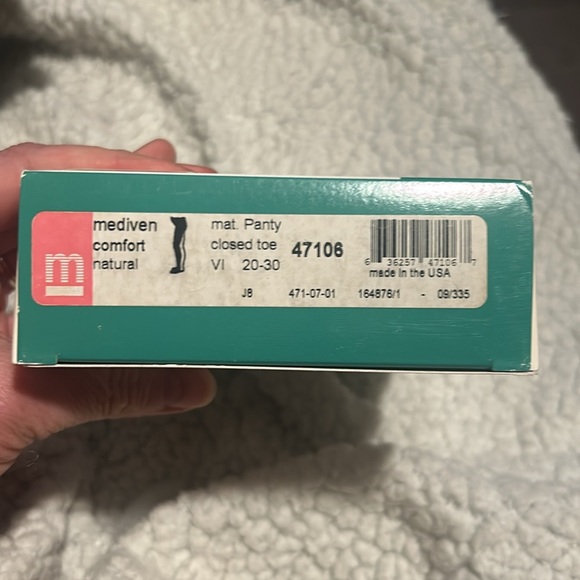 m
mediven
comfort
natural
mat. Panty
closed toe
VI 20-30
47106
6 36257 47106 7
made in the USA
J8 471-07-01 164876/1 - 09/335